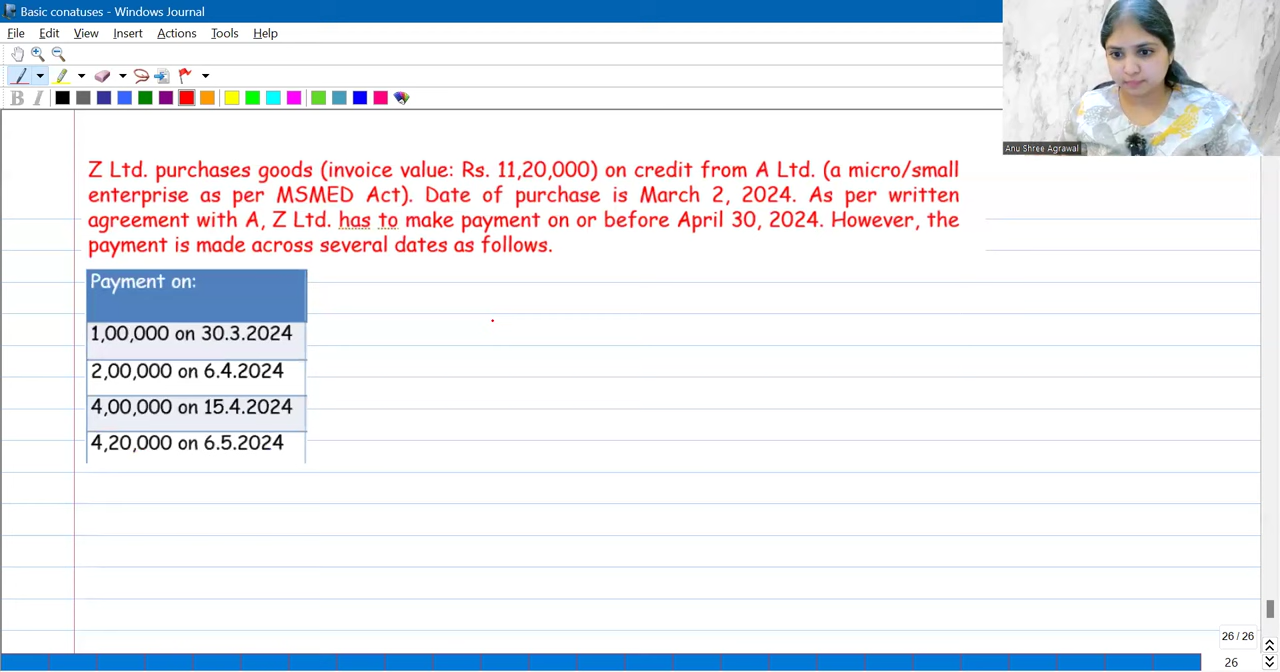 Basic conatuses - Windows Journal
File Edit View Insert Actions Tools Help
B I
Anu Shree Agrawal
Z Ltd. purchases goods (invoice value: Rs. 11,20,000) on credit from A Ltd. (a micro/small
enterprise as per MSMED Act). Date of purchase is March 2, 2024. As per written
agreement with A, Z Ltd. has to make payment on or before April 30, 2024. However, the
payment is made across several dates as follows.
Payment on:
1,00,000 on 30.3.2024
2,00,000 on 6.4.2024
4,00,000 on 15.4.2024
4,20,000 on 6.5.2024
26 / 26
26